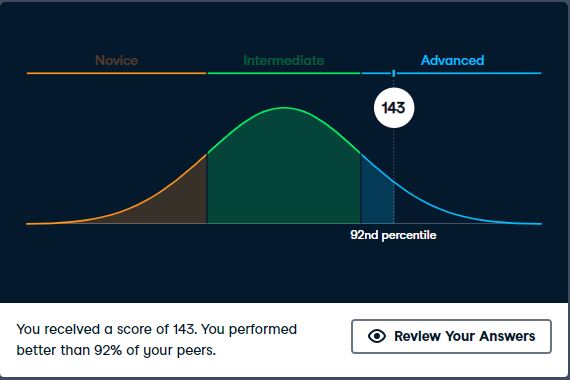 Novice Intermediate Advanced
143
92nd percentile
You received a score of 143. You performed
better than 92% of your peers.
Review Your Answers